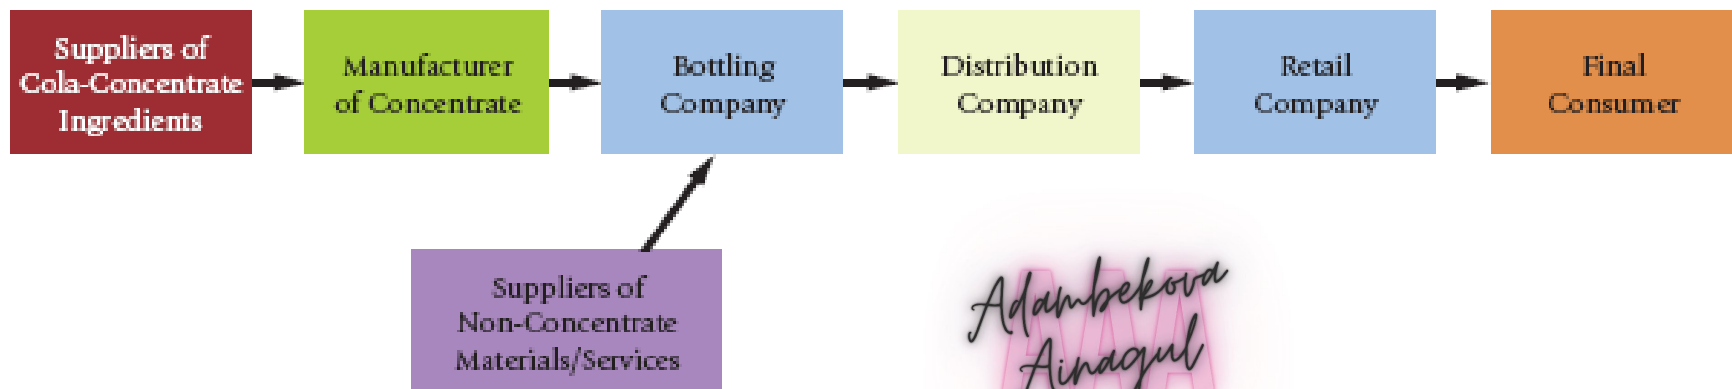 Suppliers of
Cola-Concentrate
Ingredients
Manufacturer
of Concentrate
Bottling
Company
Distribution
Company
Retail
Company
Final
Consumer
Suppliers of
Non-Concentrate
Materials/Services
AAA
Adambekova
Ainagul